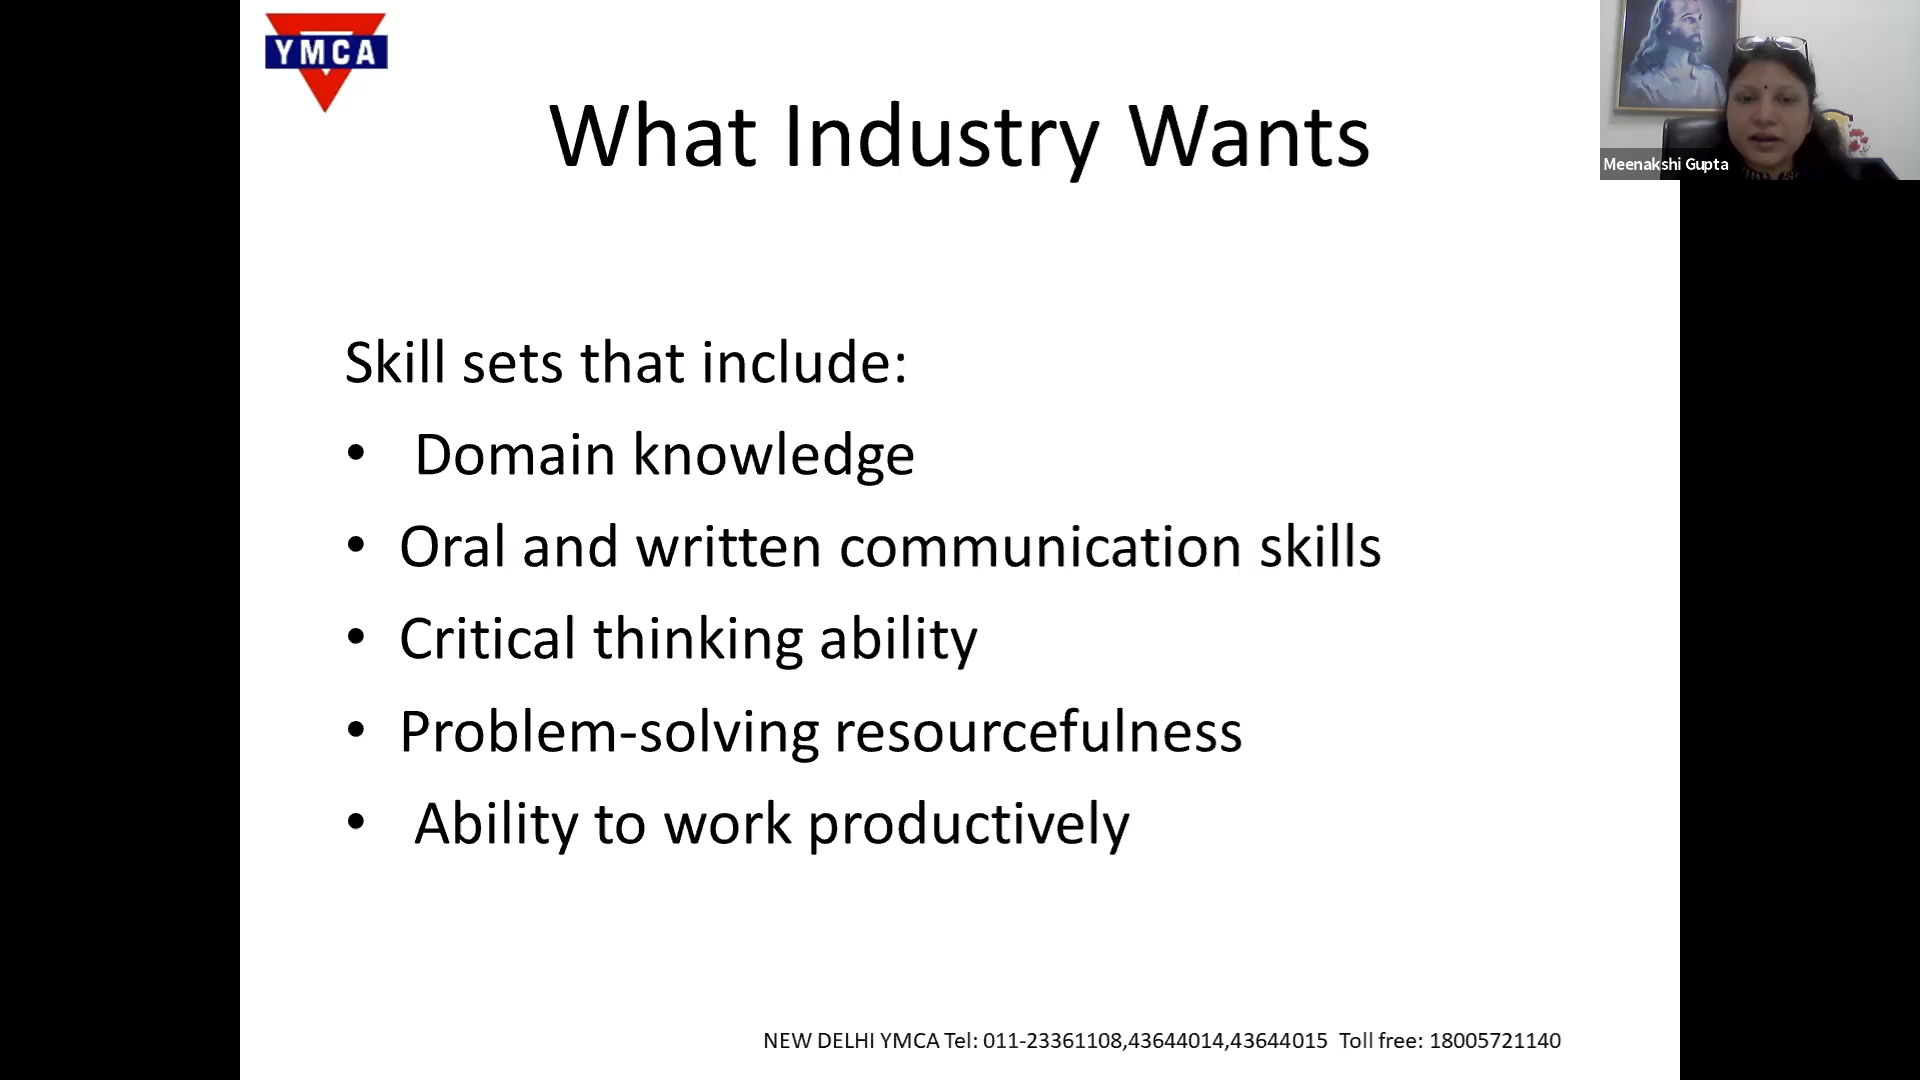 YMCA
What Industry Wants
Meenakshi Gupta
Skill sets that include:
• Domain knowledge
• Oral and written communication skills
• Critical thinking ability
• Problem-solving resourcefulness
• Ability to work productively
NEW DELHI YMCA Tel: 011-23361108,43644014,43644015 Toll free: 18005721140